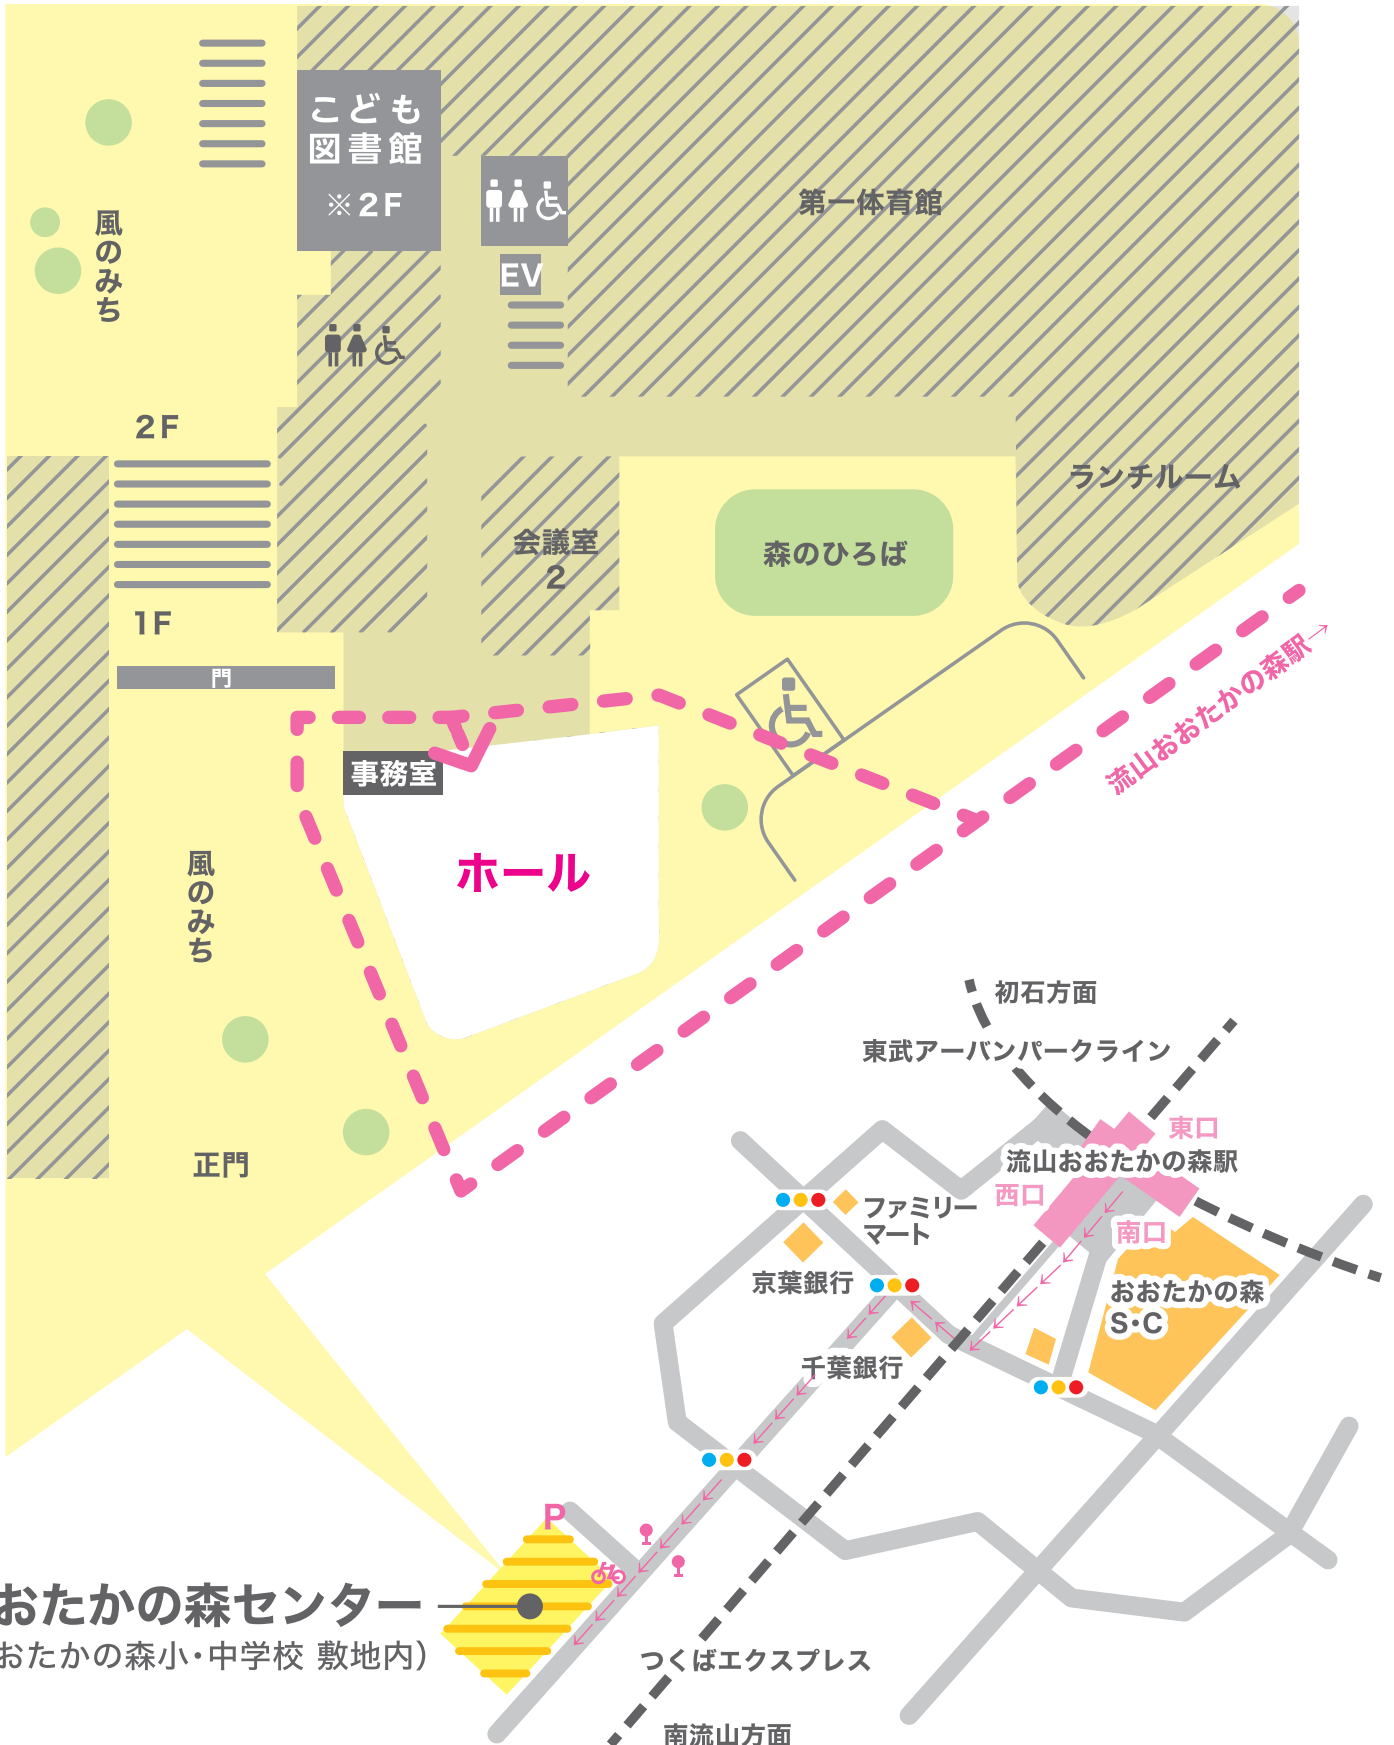 こども
図書館
※2F
EV
第一体育館
風のみち
2F
ランチルーム
会議室
2
森のひろば
1F
門
流山おおたかの森駅→
事務室
ホール
風のみち
正門
初石方面
東武アーバンパークライン
東口
流山おおたかの森駅
西口
南口
ファミリー
マート
京葉銀行
おおたかの森
S・C
千葉銀行
P
おたかの森センター
おたかの森小・中学校 敷地内）
つくばエクスプレス
南流山方面